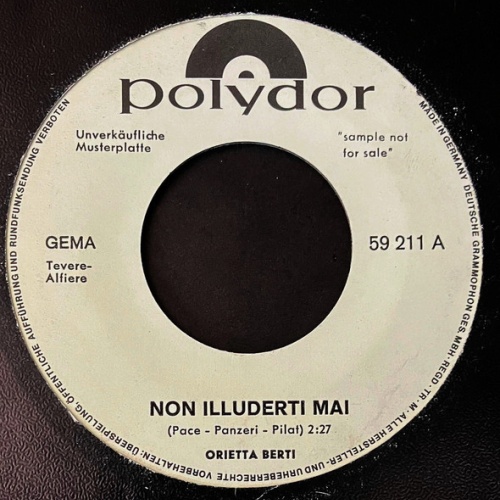 polydor
Unverkäufliche
Musterplatte
"sample not
for sale"
GEMA
59 211 A
Tevere-
Alfiere
NON ILLUDERTI MAI
(Pace - Panzeri - Pilat) 2:27
ORIETTA BERTI
MADE IN GERMANY DEUTSCHE GRAMMOPHON GES. MBH - REGD - TR - M - ALLE HERSTELLER- UND URHEBERRECHTE VORBEHALTEN: ÜBERSPIELUNG, ÖFFENTLICHE AUFFÜHRUNG UND RUNDFUNKSENDUNG VERBOTEN